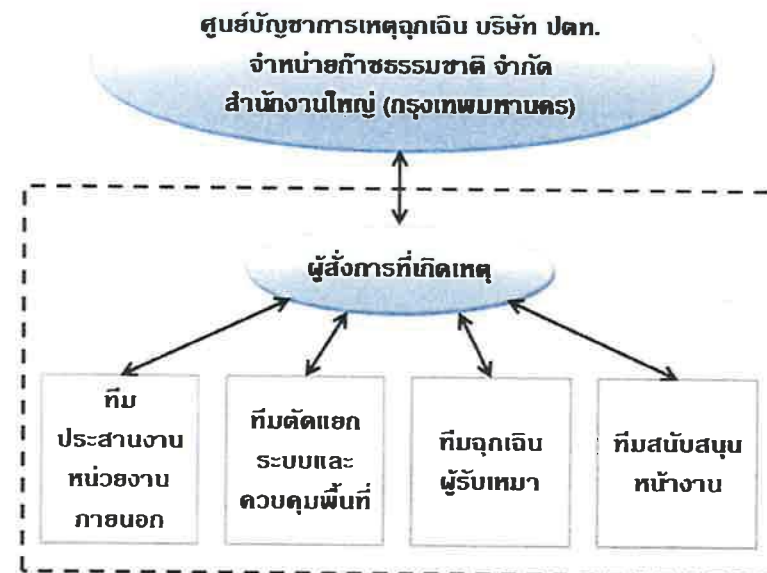 ศูนย์บัญชาการเหตุฉุกเฉิน บริษัท ปตท.
จำหน่ายก๊าซธรรมชาติ จำกัด
สำนักงานใหญ่ (กรุงเทพมหานคร)
ผู้สั่งการที่เกิดเหตุ
ทีม
ประสานงาน
หน่วยงาน
ภายนอก
ทีมตัดแยก
ระบบและ
ควบคุมพื้นที่
ทีมฉุกเฉิน
ผู้รับเหมา
ทีมสนับสนุน
หน้างาน